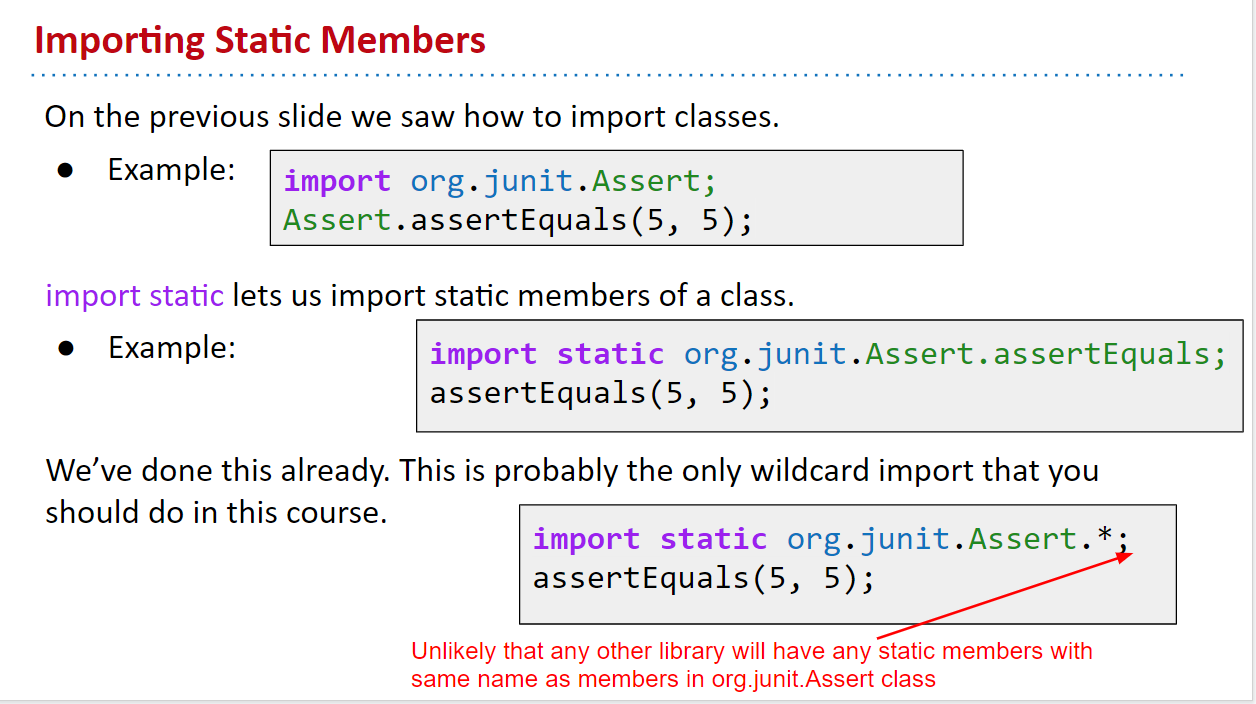 Importing Static Members
On the previous slide we saw how to import classes.
● Example:
import org.junit.Assert;
Assert.assertEquals(5, 5);
import static lets us import static members of a class.
● Example:
import static org.junit.Assert.assertEquals;
assertEquals(5, 5);
We’ve done this already. This is probably the only wildcard import that you
should do in this course.
import static org.junit.Assert.*;
assertEquals(5, 5);
Unlikely that any other library will have any static members with
same name as members in org.junit.Assert class